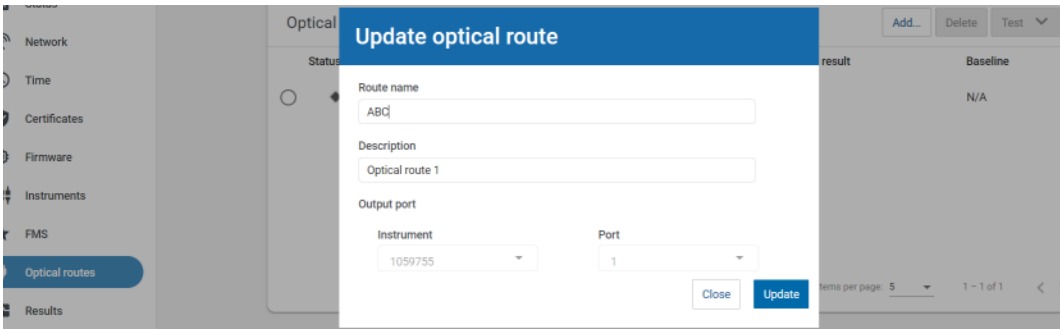 Status
Network
Time
Certificates
Firmware
Instruments
FMS
Optical routes
Results
Optical
Add...
Delete
Test
Status
result
Baseline
N/A
Update optical route
Route name
ABC
Description
Optical route 1
Output port
Instrument
Port
1059755
1
Close
Update
items per page: 5
1 – 1 of 1